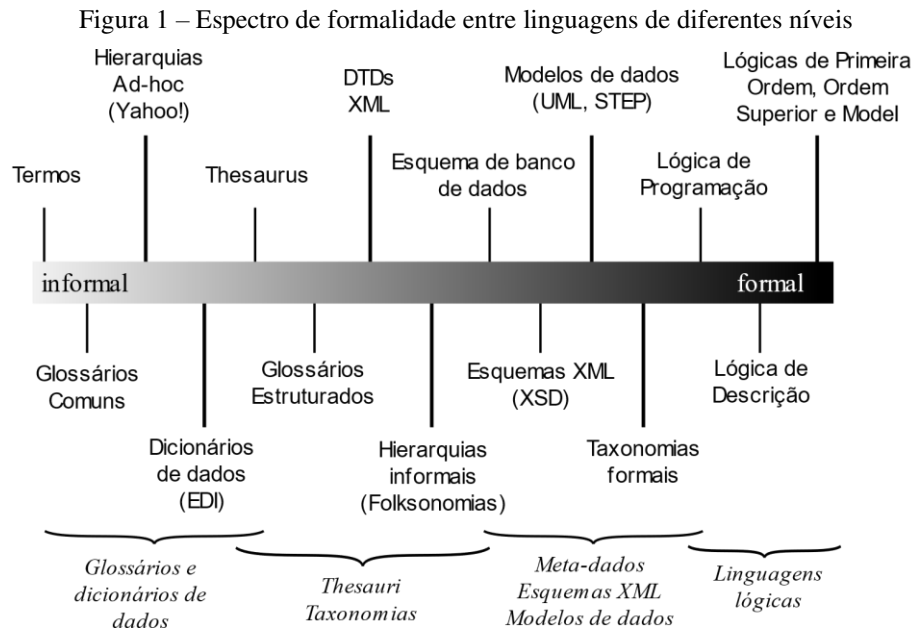 Figura 1 – Espectro de formalidade entre linguagens de diferentes níveis
Hierarquias
Ad-hoc
(Yahoo!)
DTDs
XML
Modelos de dados
(UML, STEP)
Lógicas de Primeira
Ordem, Ordem
Superior e Model
Termos
Thesaurus
Esquema de banco
de dados
Lógica de
Programação
informal
formal
Glossários
Comuns
Glossários
Estruturados
Esquemas XML
(XSD)
Lógica de
Descrição
Dicionários
de dados
(EDI)
Hierarquias
informais
(Folksonomias)
Taxonomias
formais
Glossários e
dicionários de
dados
Thesauri
Taxonomias
Meta-dados
Esquemas XML
Modelos de dados
Linguagens
lógicas